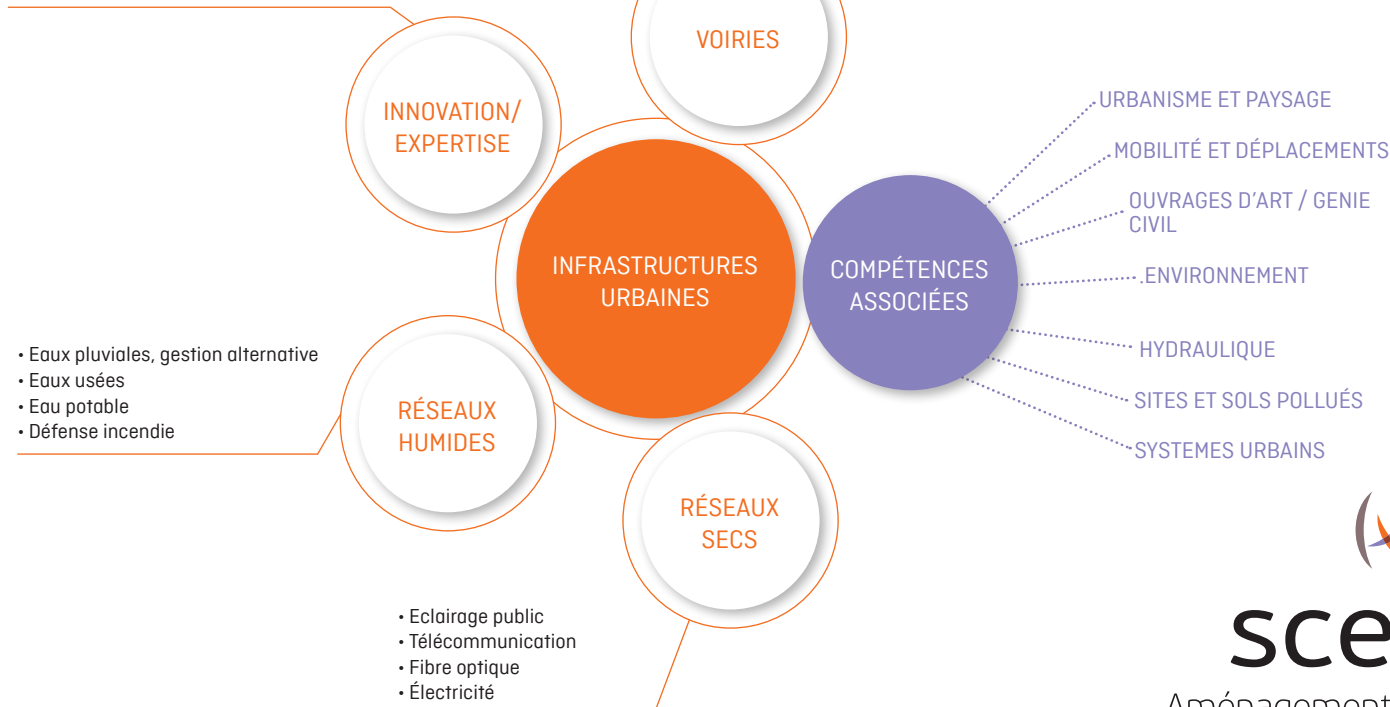 VOIRIES
INNOVATION/
EXPERTISE
URBANISME ET PAYSAGE
MOBILITÉ ET DÉPLACEMENTS
OUVRAGES D'ART / GENIE
CIVIL
.ENVIRONNEMENT
HYDRAULIQUE
SITES ET SOLS POLLUÉS
SYSTEMES URBAINS
INFRASTRUCTURES
URBAINES
COMPÉTENCES
ASSOCIÉES
• Eaux pluviales, gestion alternative
• Eaux usées
• Eau potable
• Défense incendie
RÉSEAUX
HUMIDES
RÉSEAUX
SECS
• Eclairage public
• Télécommunication
• Fibre optique
• Électricité
sce
Aménagement